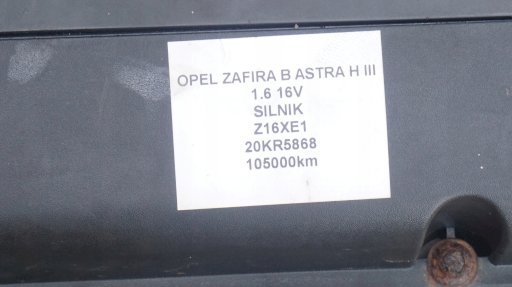 OPEL ZAFIRA B ASTRA H III
1.6 16V
SILNIK
Z16XE1
20KR5868
105000km